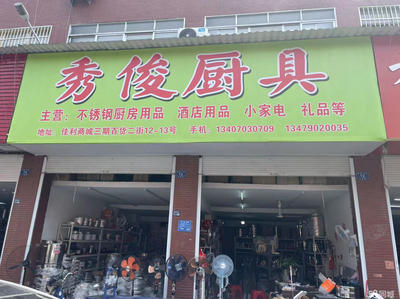 秀俊厨具
主营：不锈钢厨房用品 酒店用品 小家电 礼品等
地址：佳利商城三期百货二街12-13号 手机：13407030709 13479020035